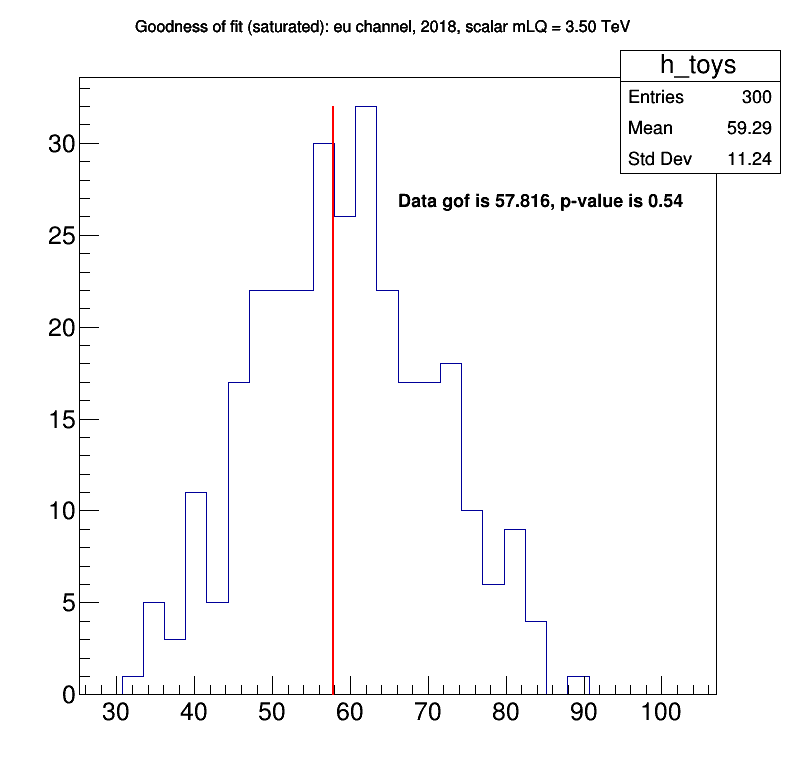 Goodness of fit (saturated): eu channel, 2018, scalar mLQ = 3.50 TeV
h_toys
Entries 300
Mean 59.29
Std Dev 11.24
Data gof is 57.816, p-value is 0.54
30
25
20
15
10
5
0
30 40 50 60 70 80 90 100